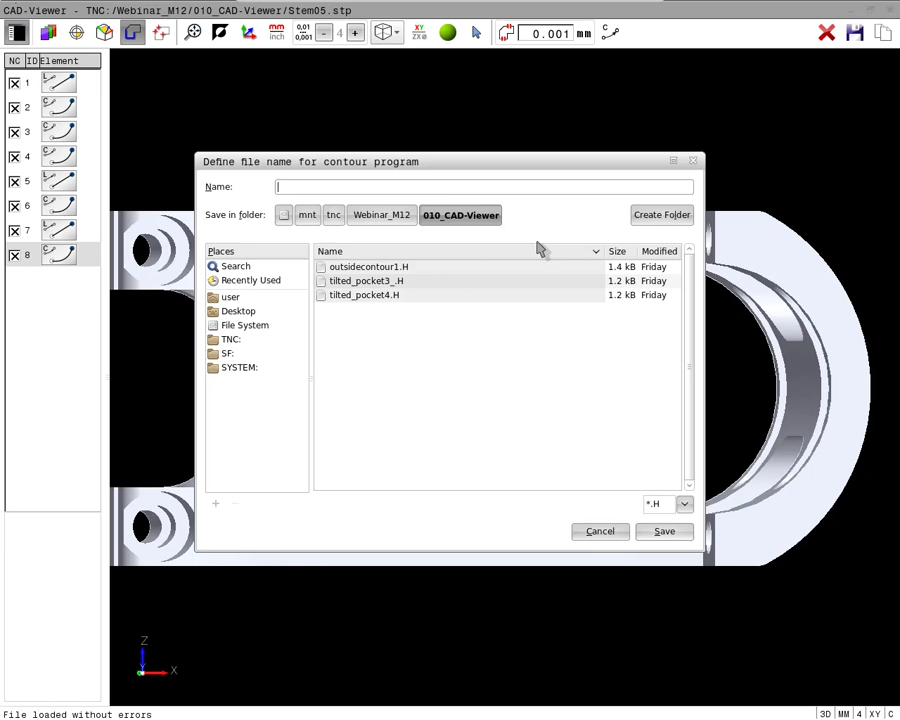 CAD-Viewer - TNC:/Webinar_M12/010_CAD-Viewer/Stem05.stp
mm
inch
0,01
0,001
- 4 +
XY
ZXØ
0.001 mm
NC ID Element
1 L
2 C
3 C
4 C
5 L
6 C
7 L
8 C
Define file name for contour program
Name:
Save in folder: mnt tnc Webinar_M12 010_CAD-Viewer Create Folder
Places
Search
Recently Used
user
Desktop
File System
TNC:
SF:
SYSTEM:
Name Size Modified
outsidecontour1.H 1.4 kB Friday
tilted_pocket3_.H 1.2 kB Friday
tilted_pocket4.H 1.2 kB Friday
+ -
*.H
Cancel Save
Z
X
File loaded without errors
3D MM 4 XY C